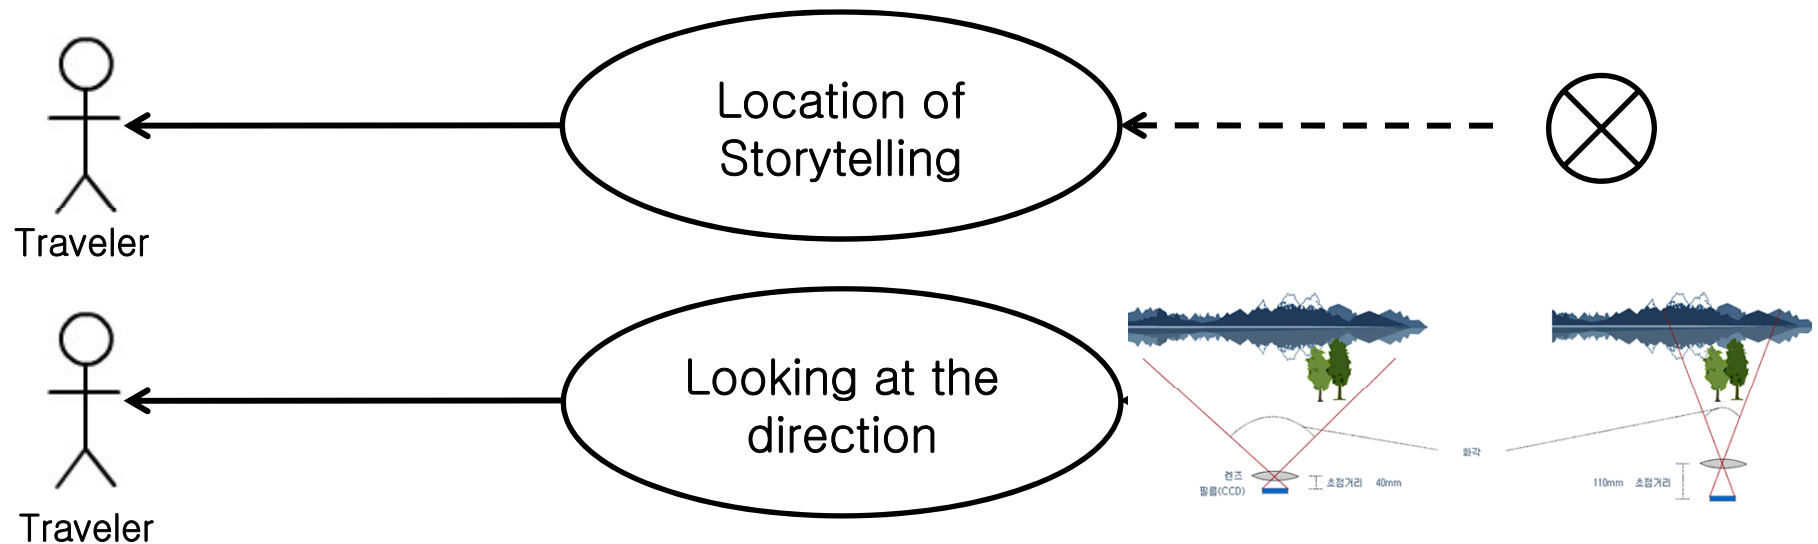 Location of
Storytelling
Traveler
Looking at the
direction
화각
렌즈
필름(CCD)
초점거리 40mm
110mm 초점거리
Traveler